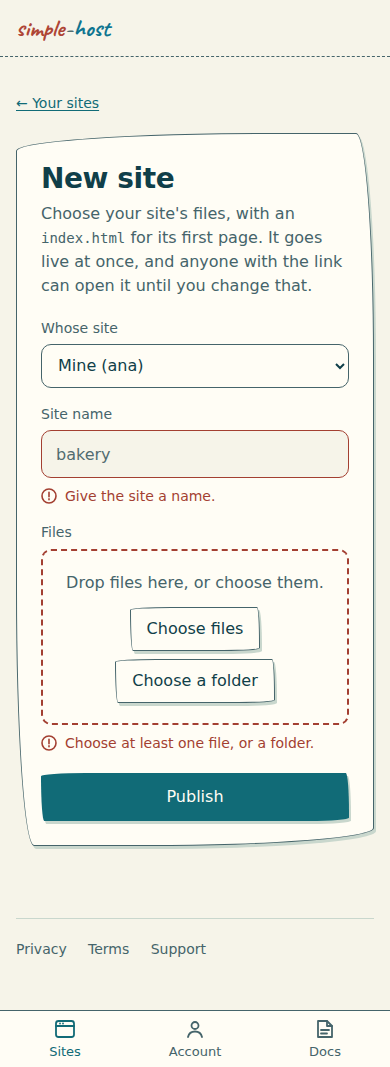 simple-host
← Your sites
New site
Choose your site's files, with an
index.html for its first page. It goes
live at once, and anyone with the link
can open it until you change that.
Whose site
Mine (ana)
Site name
bakery
Give the site a name.
Files
Drop files here, or choose them.
Choose files
Choose a folder
Choose at least one file, or a folder.
Publish
Privacy Terms Support
Sites Account Docs